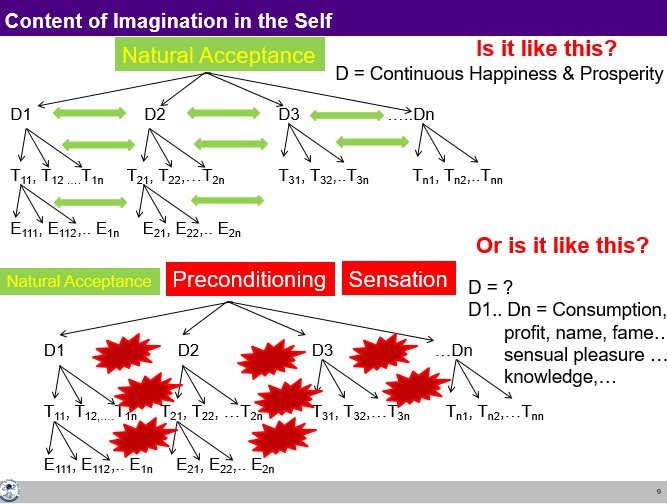 Content of Imagination in the Self
Natural Acceptance
Is it like this?
D = Continuous Happiness & Prosperity
D1 D2 D3 …..Dn
T11, T12 ....T1n T21, T22,…T2n T31, T32,..T3n Tn1, Tn2,..Tnn
E111, E112,.. E1n E21, E22,.. E2n
Or is it like this?
Natural Acceptance Preconditioning Sensation
D = ?
D1.. Dn = Consumption,
profit, name, fame…
sensual pleasure …
knowledge,…
D1 D2 D3 …Dn
T11, T12,....T1n T21, T22, …T2n T31, T32,…T3n Tn1, Tn2,…Tnn
E111, E112,.. E1n E21, E22,.. E2n
9